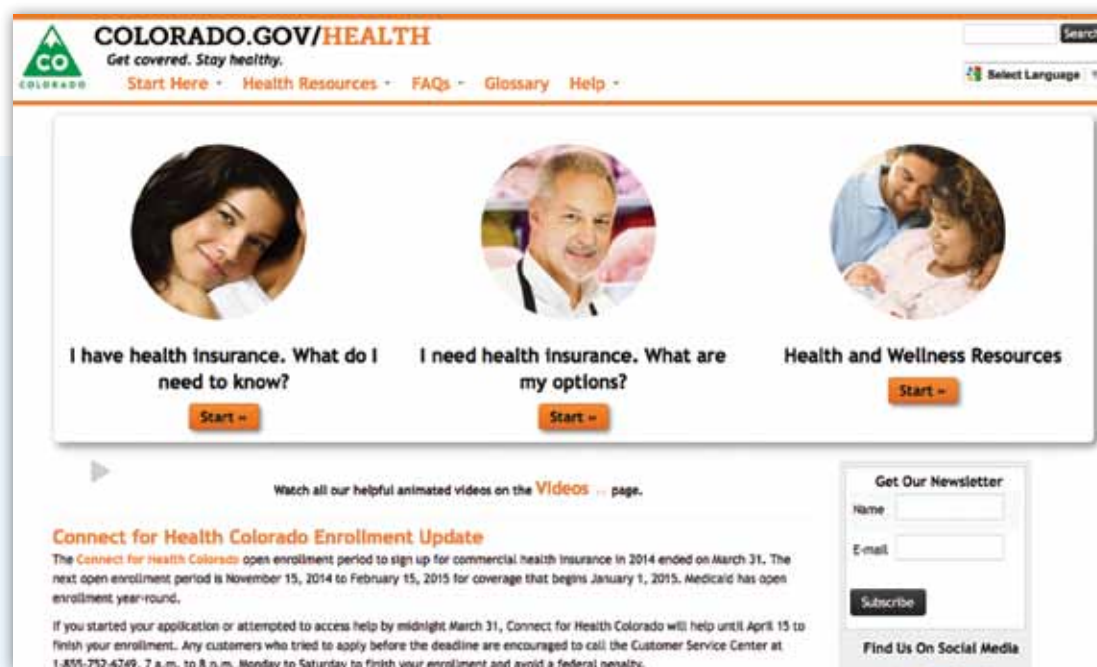 COLORADO.GOV/HEALTH
Get covered. Stay healthy.
CO
COLORADO
Start Here
Health Resources
FAQs
Glossary
Help
Search
Select Language
I have health insurance. What do I
need to know?
Start »
I need health insurance. What are
my options?
Start »
Health and Wellness Resources
Start »
Watch all our helpful animated videos on the Videos page.
Connect for Health Colorado Enrollment Update
The Connect for Health Colorado open enrollment period to sign up for commercial health insurance in 2014 ended on March 31. The
next open enrollment period is November 15, 2014 to February 15, 2015 for coverage that begins January 1, 2015. Medicaid has open
enrollment year-round.
If you started your application or attempted to access help by midnight March 31, Connect for Health Colorado will help until April 15 to
finish your enrollment. Any customers who tried to apply before the deadline are encouraged to call the Customer Service Center at
1-855-752-6749, 7 a.m. to 8 p.m. Monday to Saturday to finish your enrollment and avoid a federal penalty.
Get Our Newsletter
Name
E-mail
Subscribe
Find Us On Social Media